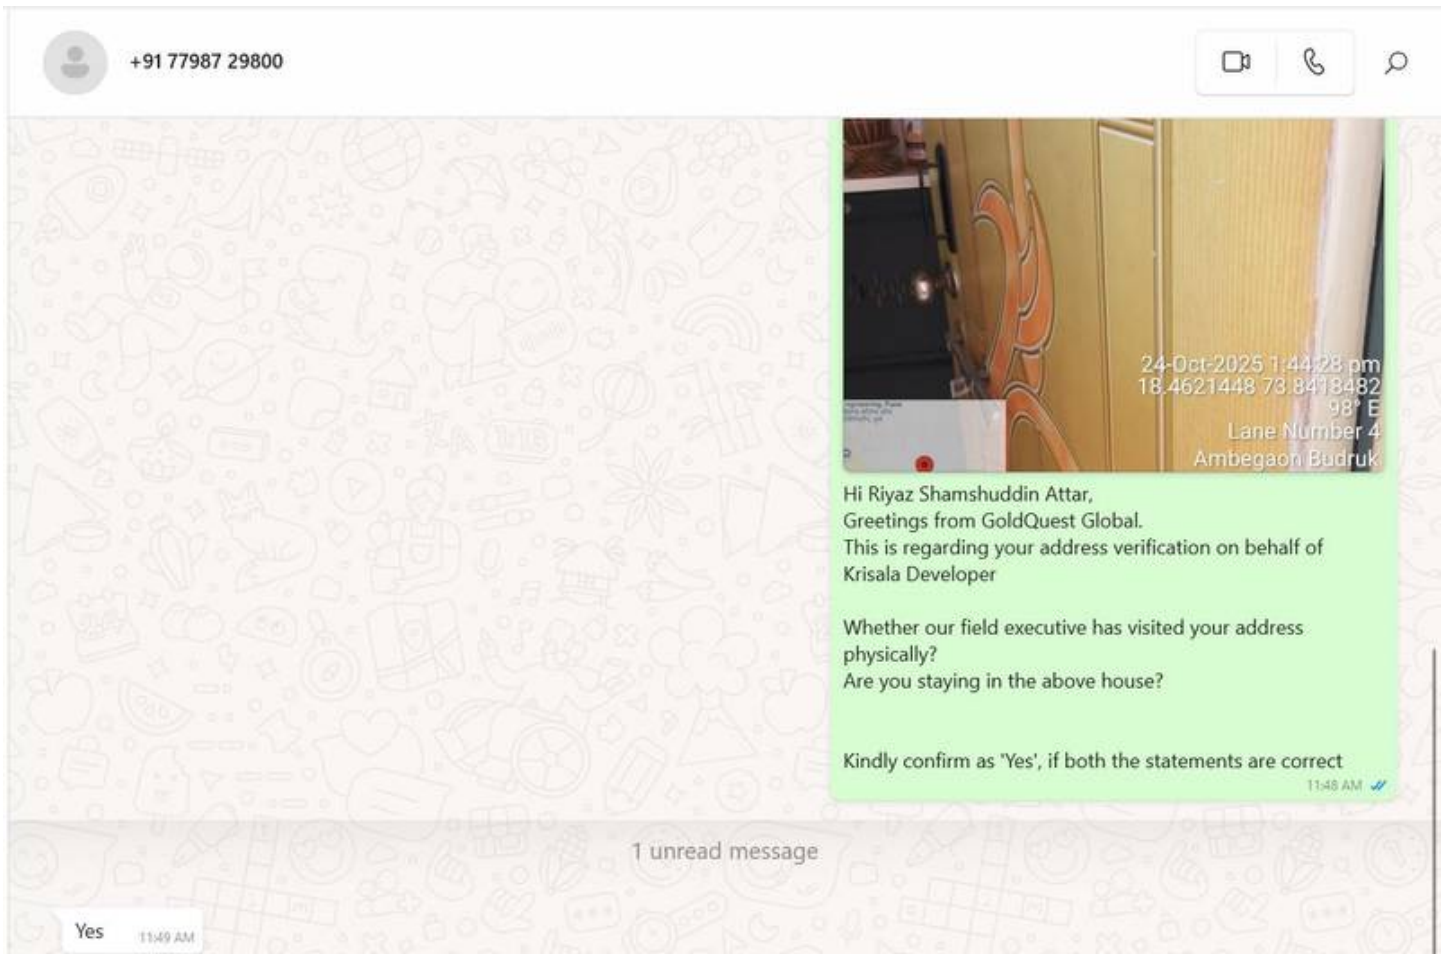 +91 77987 29800
24-Oct-2025 1:44:28 pm
18.4621448 73.8418482
98° E
Lane Number 4
Ambegaon Budruk
Hi Riyaz Shamshuddin Attar,
Greetings from GoldQuest Global.
This is regarding your address verification on behalf of
Krisala Developer
Whether our field executive has visited your address
physically?
Are you staying in the above house?
Kindly confirm as 'Yes', if both the statements are correct
11:48 AM
1 unread message
Yes
11:49 AM